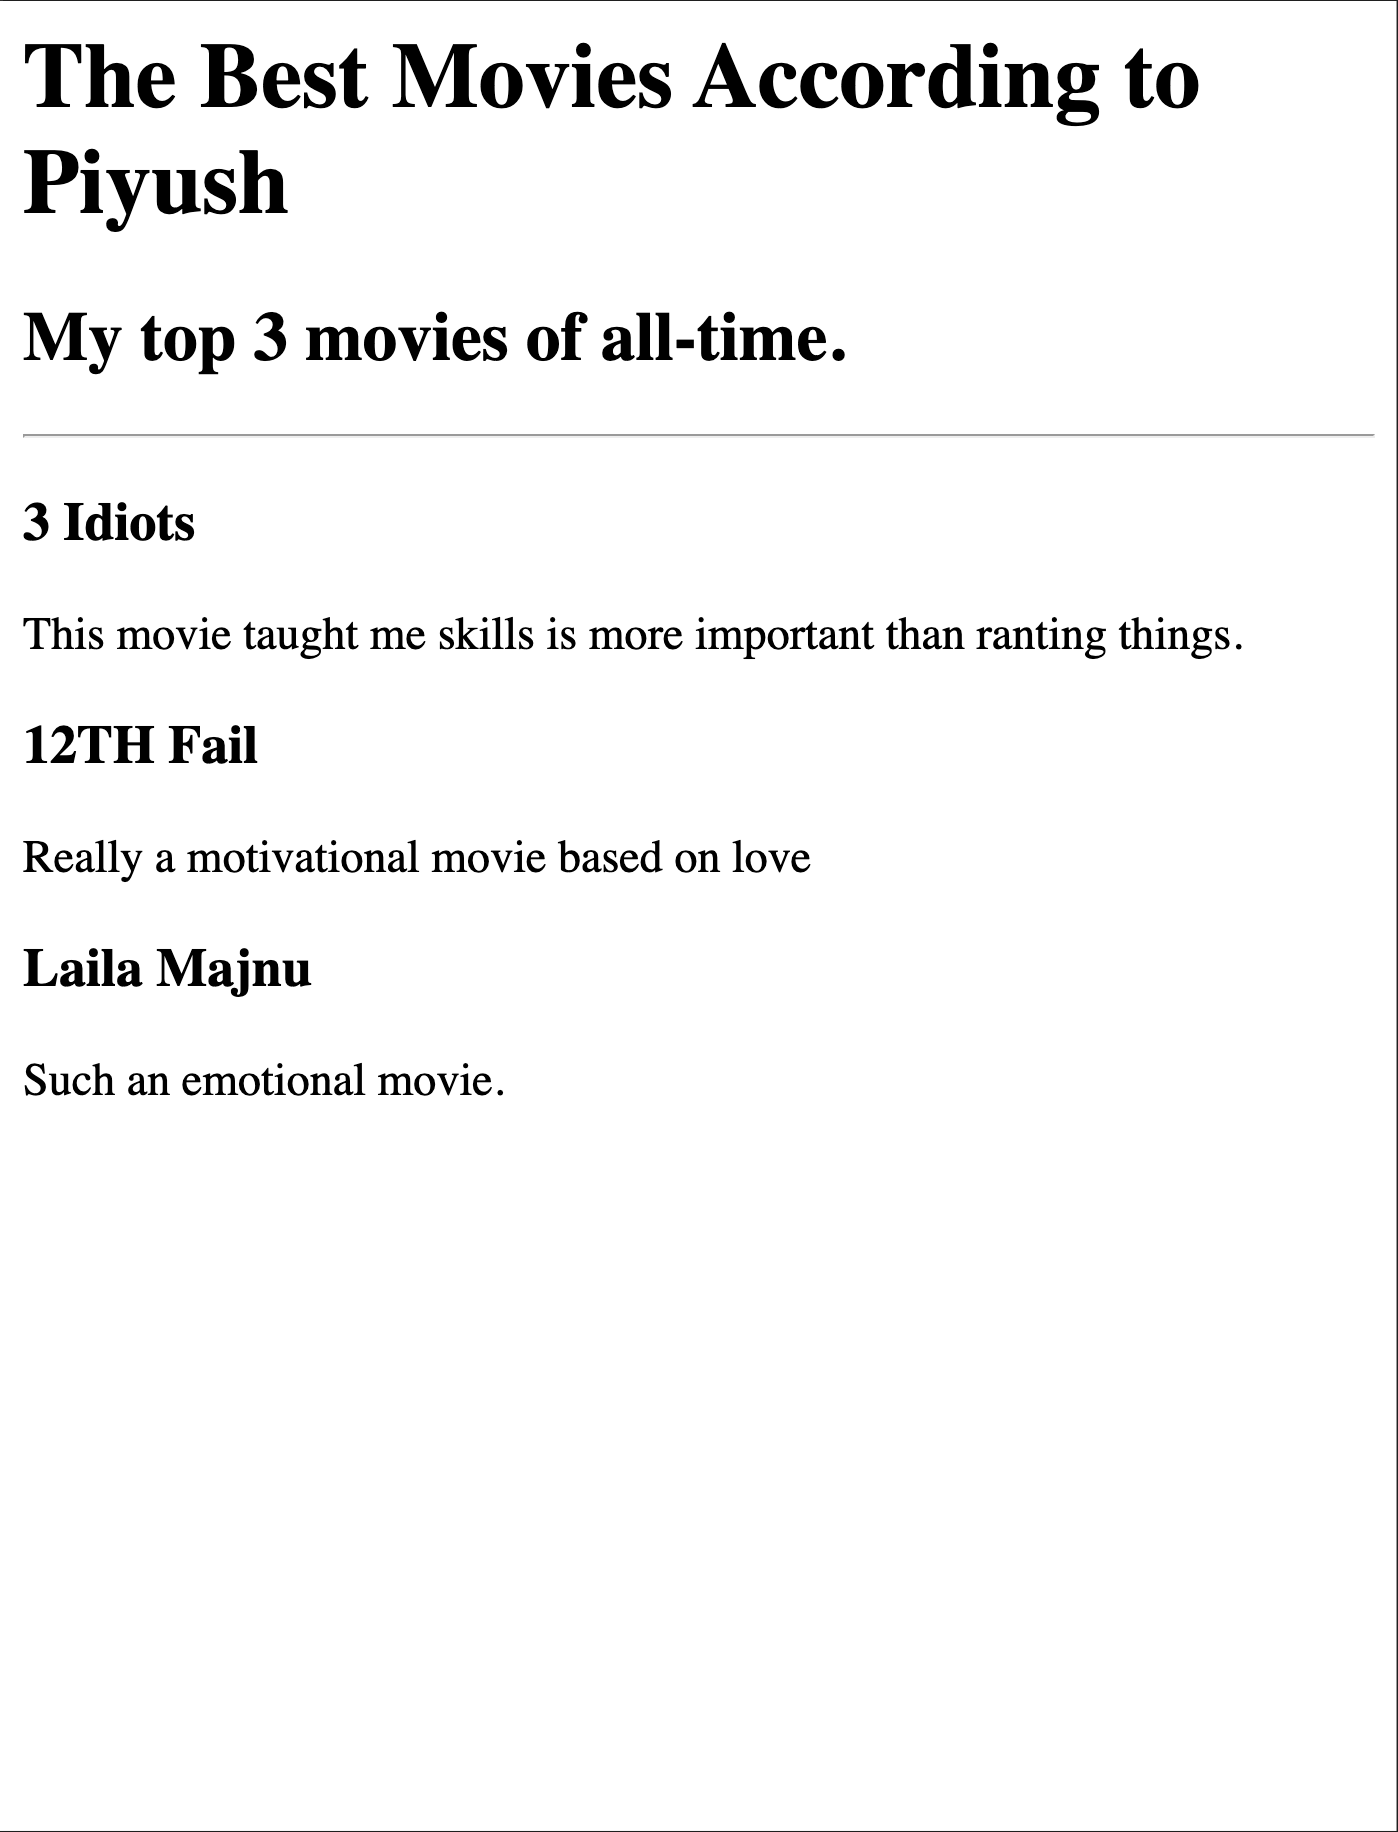 The Best Movies According to
Piyush
My top 3 movies of all-time.
3 Idiots
This movie taught me skills is more important than ranting things.
12TH Fail
Really a motivational movie based on love
Laila Majnu
Such an emotional movie.